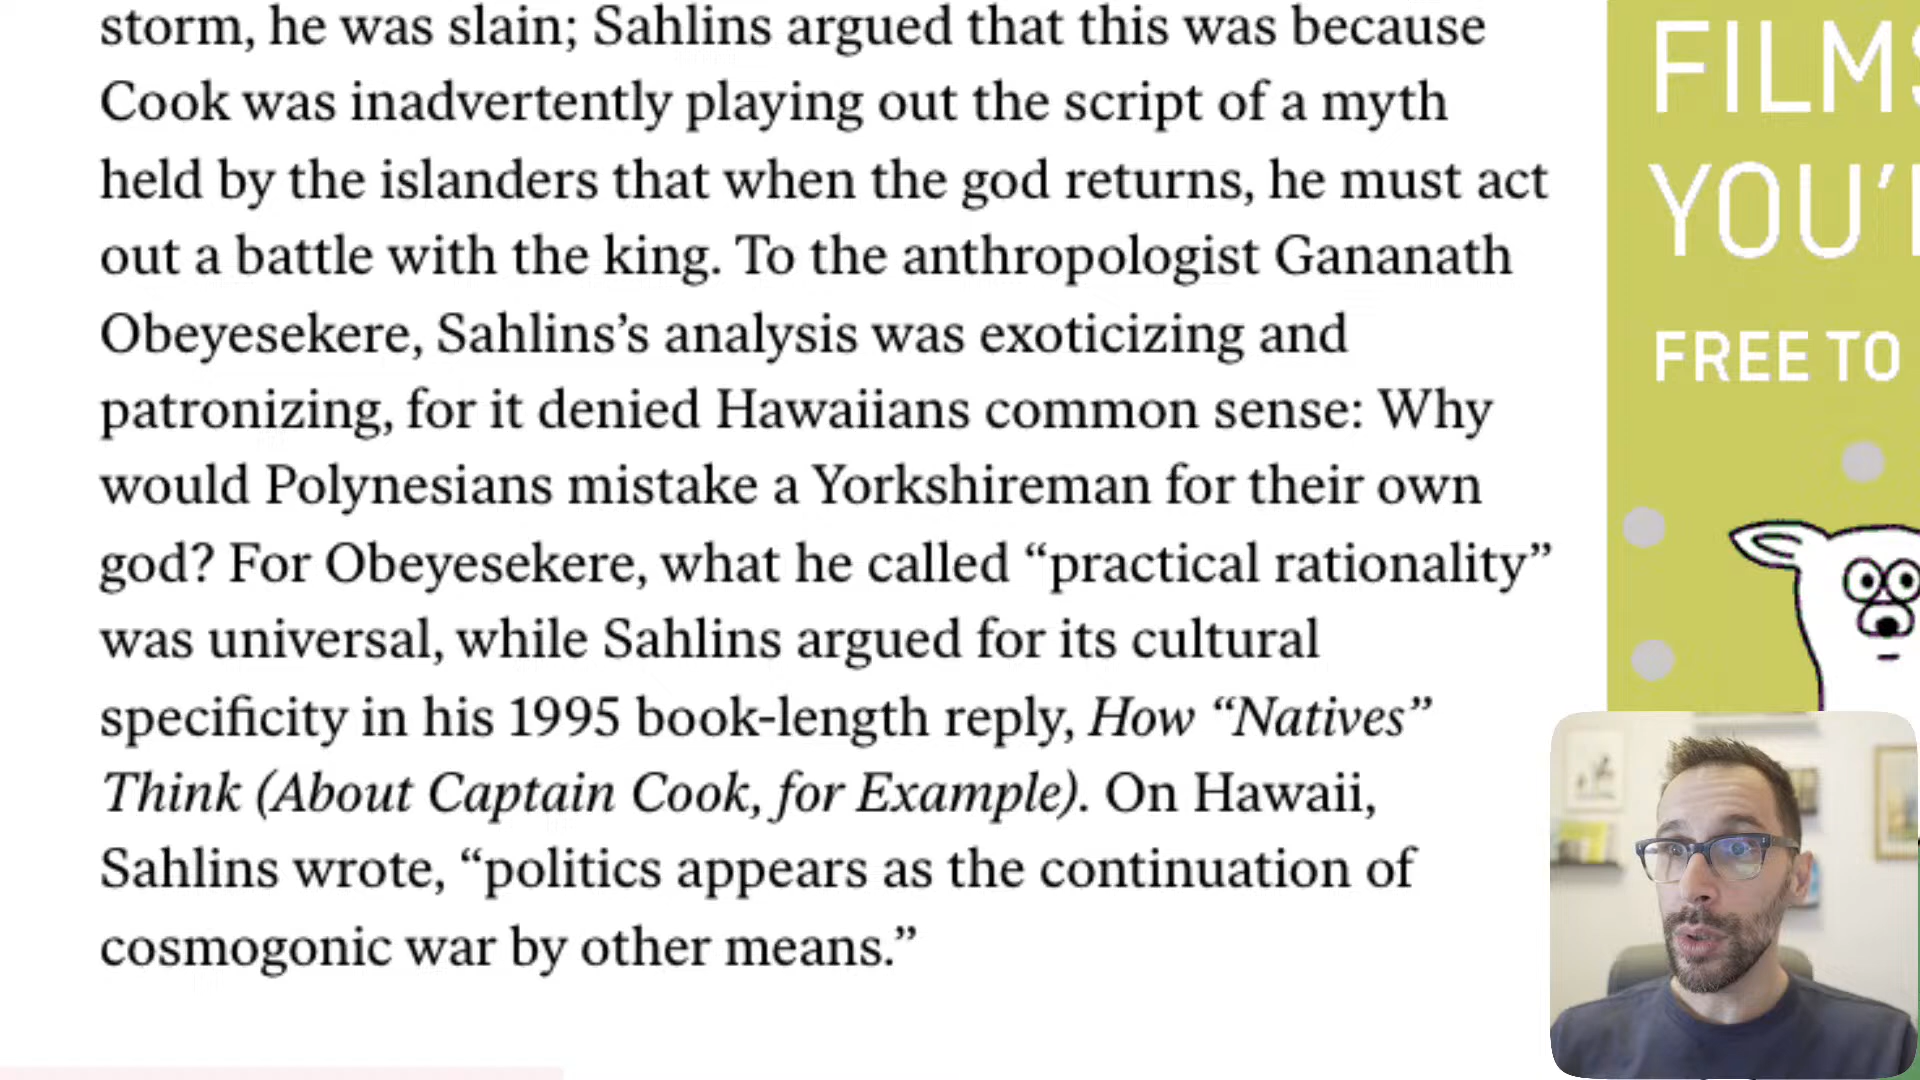 storm, he was slain; Sahlins argued that this was because
Cook was inadvertently playing out the script of a myth
held by the islanders that when the god returns, he must act
out a battle with the king. To the anthropologist Gananath
Obeyesekere, Sahlins’s analysis was exoticizing and
patronizing, for it denied Hawaiians common sense: Why
would Polynesians mistake a Yorkshireman for their own
god? For Obeyesekere, what he called “practical rationality”
was universal, while Sahlins argued for its cultural
specificity in his 1995 book-length reply, How “Natives”
Think (About Captain Cook, for Example). On Hawaii,
Sahlins wrote, “politics appears as the continuation of
cosmogonic war by other means.”
FILMS
YOU’
FREE TO